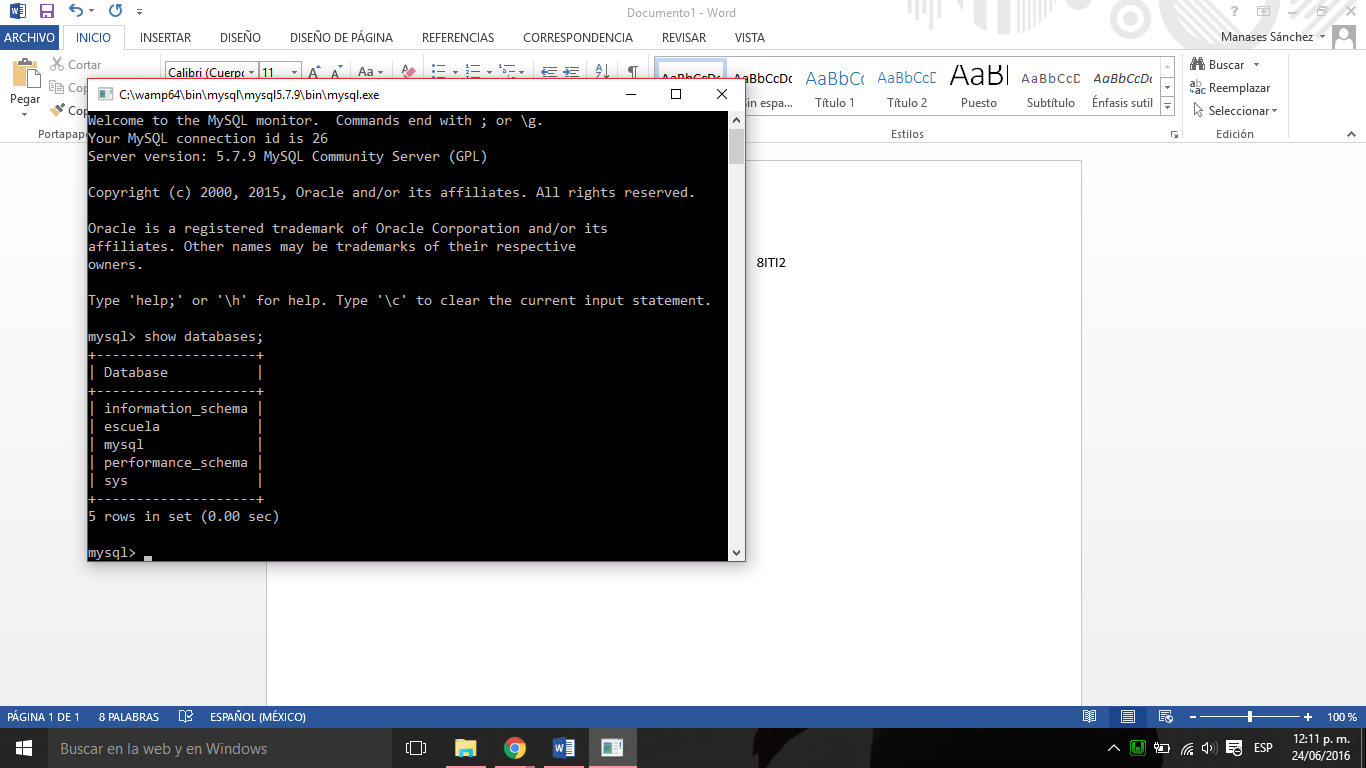 Documento1 - Word
ARCHIVO INICIO INSERTAR DISEÑO DISEÑO DE PÁGINA REFERENCIAS CORRESPONDENCIA REVISAR VISTA
Manases Sánchez
Pegar
Cortar
Calibri (Cuerpo 11
Aa
AaBbCcDc AaBbCcDc AaBbC( AaBbCcD AaBl AaBbCcD AaBbCcDc
Título 1 Título 2 Puesto Subtítulo Énfasis sutil
Estilos
Buscar
Reemplazar
Seleccionar
Edición
C:\wamp64\bin\mysql\mysql5.7.9\bin\mysql.exe
Welcome to the MySQL monitor.  Commands end with ; or \g.
Your MySQL connection id is 26
Server version: 5.7.9 MySQL Community Server (GPL)
Copyright (c) 2000, 2015, Oracle and/or its affiliates. All rights reserved.
Oracle is a registered trademark of Oracle Corporation and/or its
affiliates. Other names may be trademarks of their respective
owners.
Type 'help;' or '\h' for help. Type '\c' to clear the current input statement.
mysql> show databases;
+--------------------+
| Database           |
+--------------------+
| information_schema |
| escuela            |
| mysql              |
| performance_schema |
| sys                |
+--------------------+
5 rows in set (0.00 sec)
mysql>
8ITI2
PÁGINA 1 DE 1 8 PALABRAS ESPAÑOL (MÉXICO)
100 %
Buscar en la web y en Windows
ESP
12:11 p. m.
24/06/2016